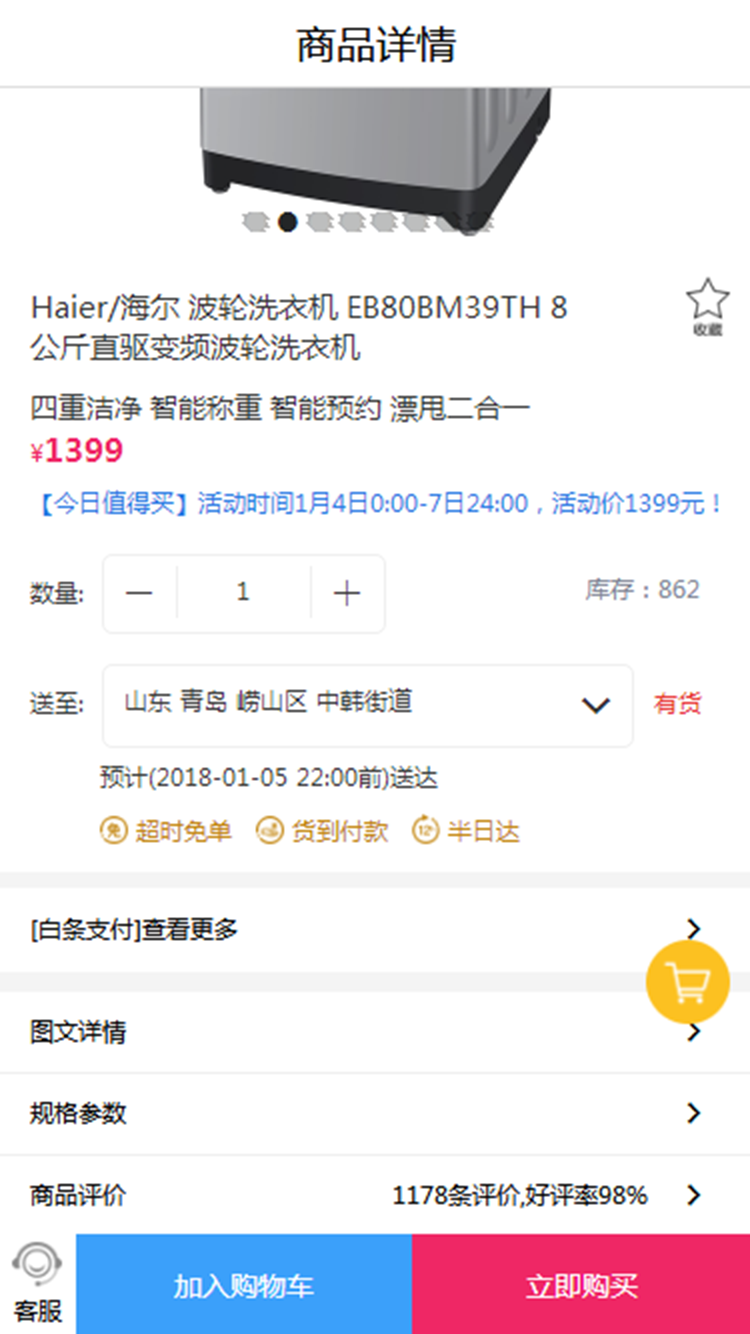 商品详情
Haier/海尔 波轮洗衣机 EB80BM39TH 8
公斤直驱变频波轮洗衣机
收藏
四重洁净 智能称重 智能预约 漂甩二合一
¥1399
【今日值得买】活动时间1月4日0:00-7日24:00，活动价1399元！
数量: — 1 + 库存：862
送至: 山东 青岛 崂山区 中韩街道 有货
预计(2018-01-05 22:00前)送达
免 超时免单 货到付款 12 半日达
[白条支付]查看更多
图文详情
规格参数
商品评价 1178条评价,好评率98%
客服 加入购物车 立即购买